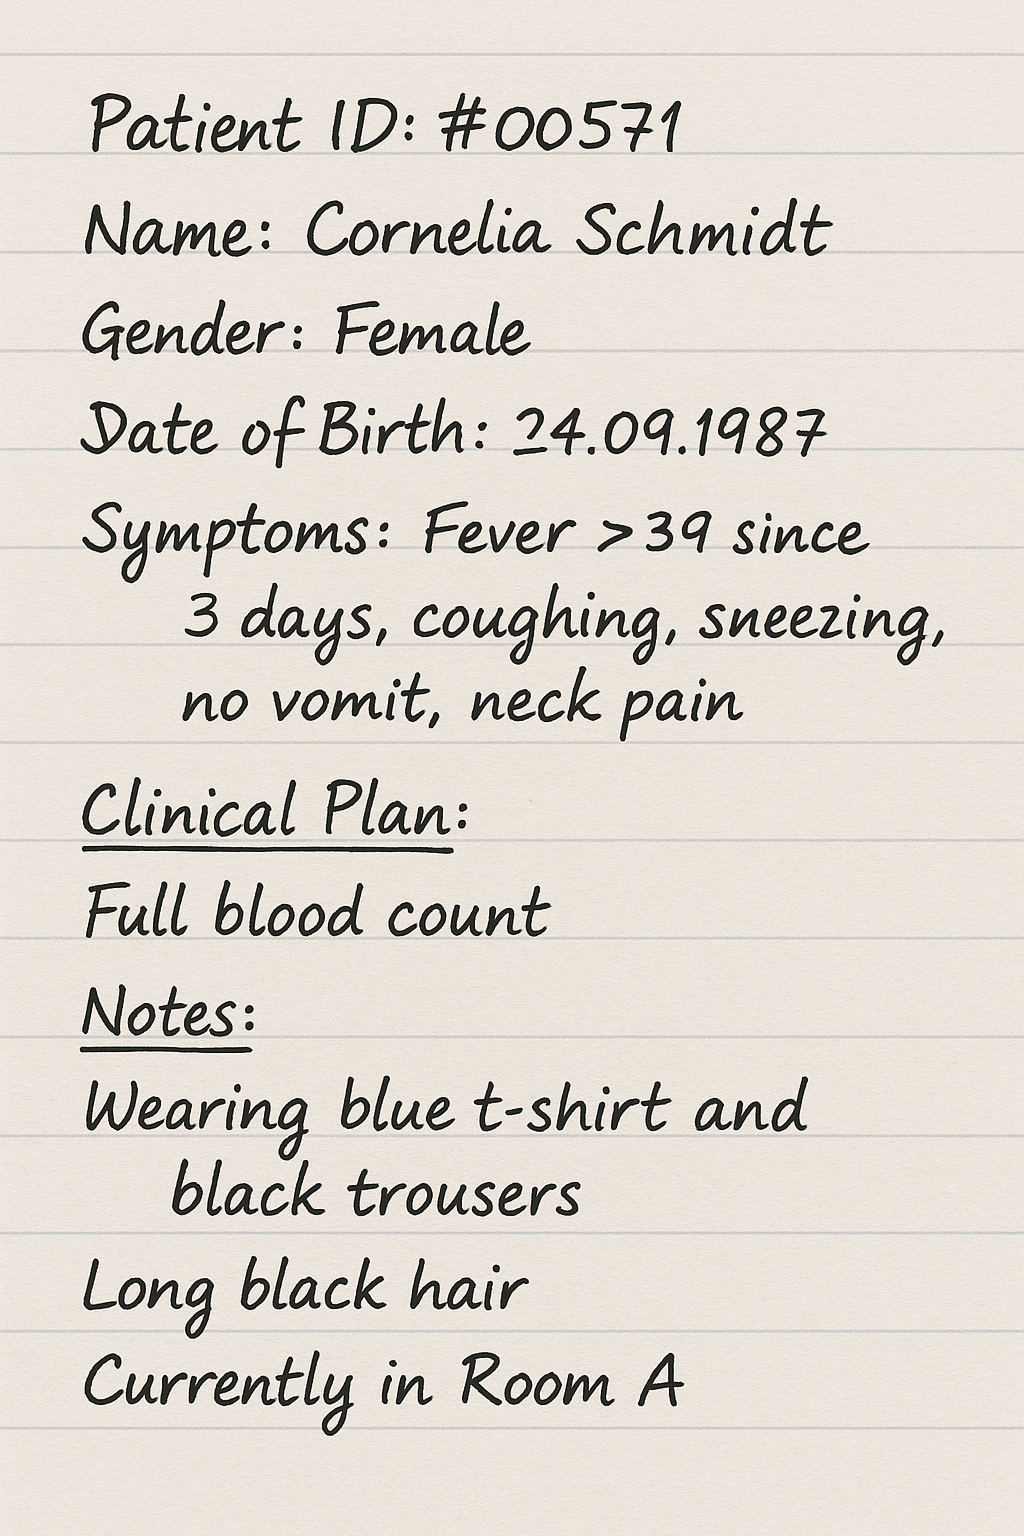 Patient ID: #00571
Name: Cornelia Schmidt
Gender: Female
Date of Birth: 24.09.1987
Symptoms: Fever >39 since
3 days, coughing, sneezing,
no vomit, neck pain
Clinical Plan:
Full blood count
Notes:
Wearing blue t-shirt and
black trousers
Long black hair
Currently in Room A